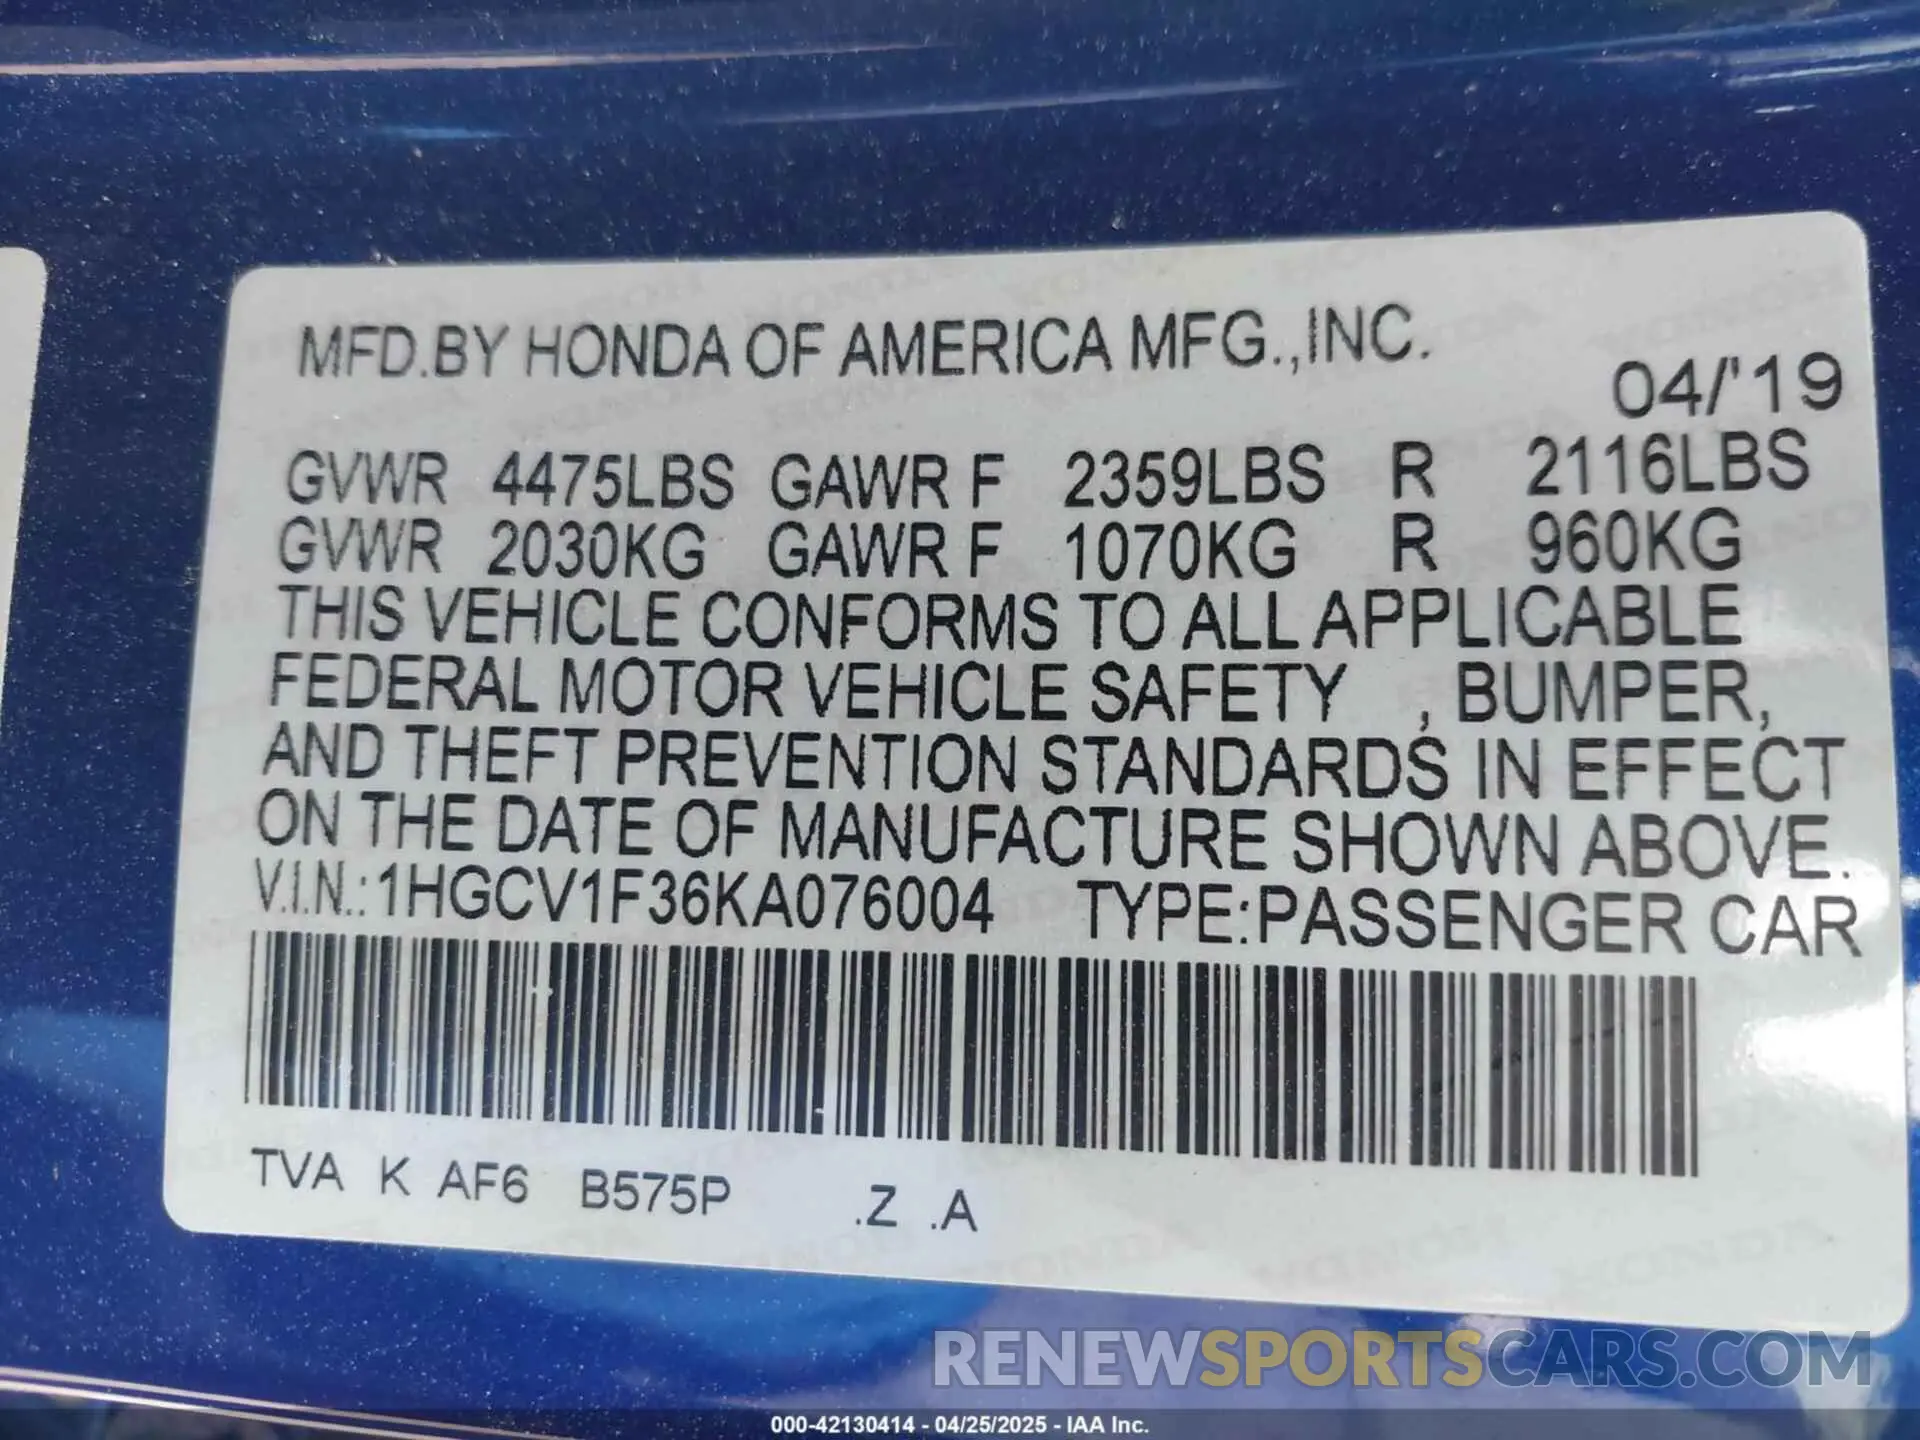 MFD.BY HONDA OF AMERICA MFG.,INC.
04/'19
GVWR 4475LBS GAWR F 2359LBS R 2116LBS
GVWR 2030KG GAWR F 1070KG R 960KG
THIS VEHICLE CONFORMS TO ALL APPLICABLE
FEDERAL MOTOR VEHICLE SAFETY , BUMPER,
AND THEFT PREVENTION STANDARDS IN EFFECT
ON THE DATE OF MANUFACTURE SHOWN ABOVE.
V.I.N.:1HGCV1F36KA076004 TYPE:PASSENGER CAR
TVA K AF6 B575P .Z .A
RENEWSPORTSCARS.COM
000-42130414 - 04/25/2025 - IAA Inc.